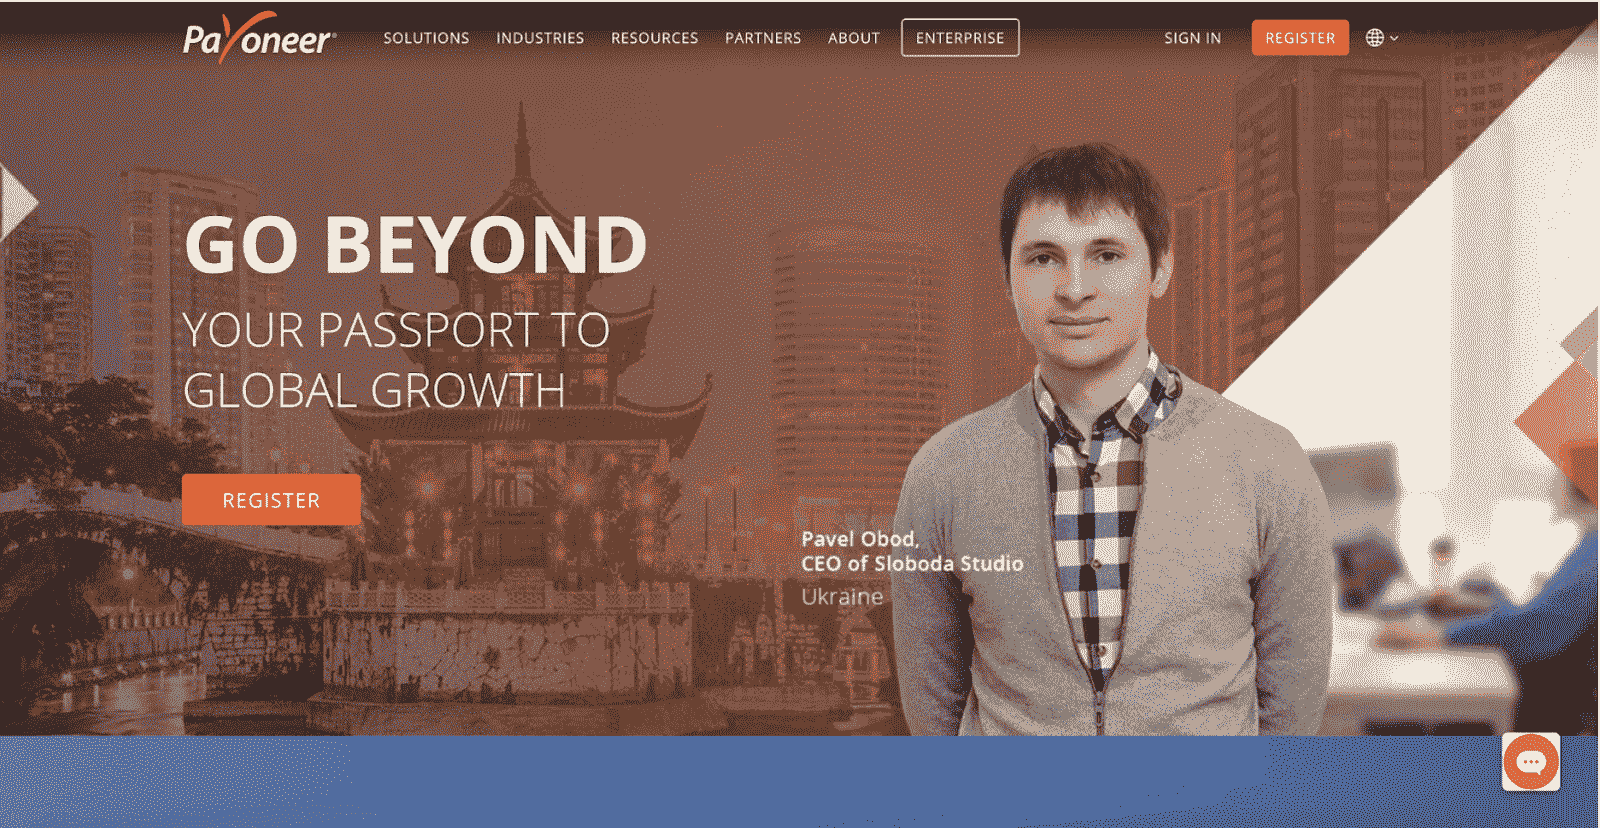 Payoneer
SOLUTIONS INDUSTRIES RESOURCES PARTNERS ABOUT ENTERPRISE SIGN IN REGISTER
GO BEYOND
YOUR PASSPORT TO
GLOBAL GROWTH
REGISTER
Pavel Obod,
CEO of Sloboda Studio
Ukraine